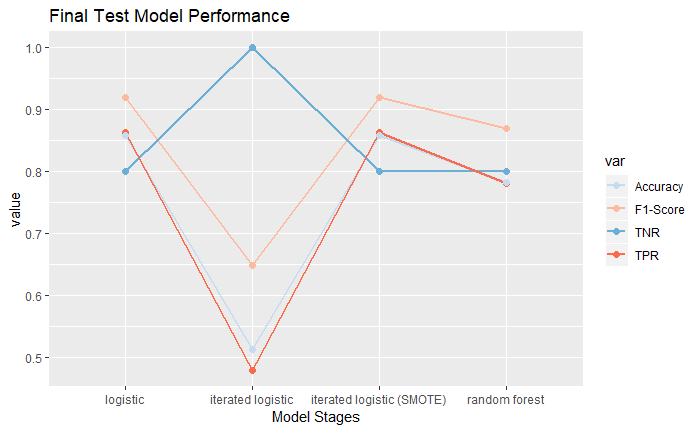 Final Test Model Performance
value
1.0
0.9
0.8
0.7
0.6
0.5
logistic
iterated logistic
iterated logistic (SMOTE)
random forest
Model Stages
var
Accuracy
F1-Score
TNR
TPR